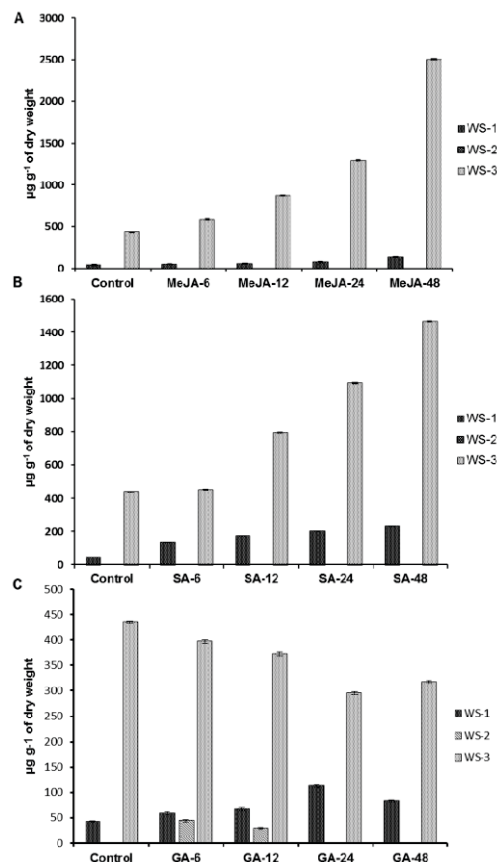 A
3000
2500
2000
1500
1000
500
0
µg g⁻¹ of dry weight
Control MeJA-6 MeJA-12 MeJA-24 MeJA-48
WS-1
WS-2
WS-3
B
1600
1400
1200
1000
800
600
400
200
0
µg g⁻¹ of dry weight
Control SA-6 SA-12 SA-24 SA-48
WS-1
WS-2
WS-3
C
500
450
400
350
300
250
200
150
100
50
0
µg g-1 of dry weight
Control GA-6 GA-12 GA-24 GA-48
WS-1
WS-2
WS-3